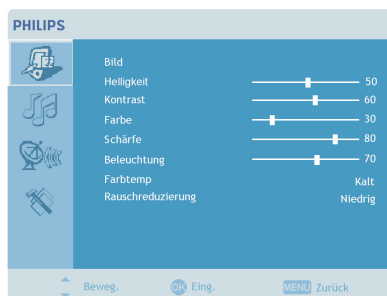 PHILIPS
Bild
Helligkeit 50
Kontrast 60
Farbe 30
Schärfe 80
Beleuchtung 70
Farbtemp Kalt
Rauschreduzierung Niedrig
Beweg. OK Eing. MENU Zurück